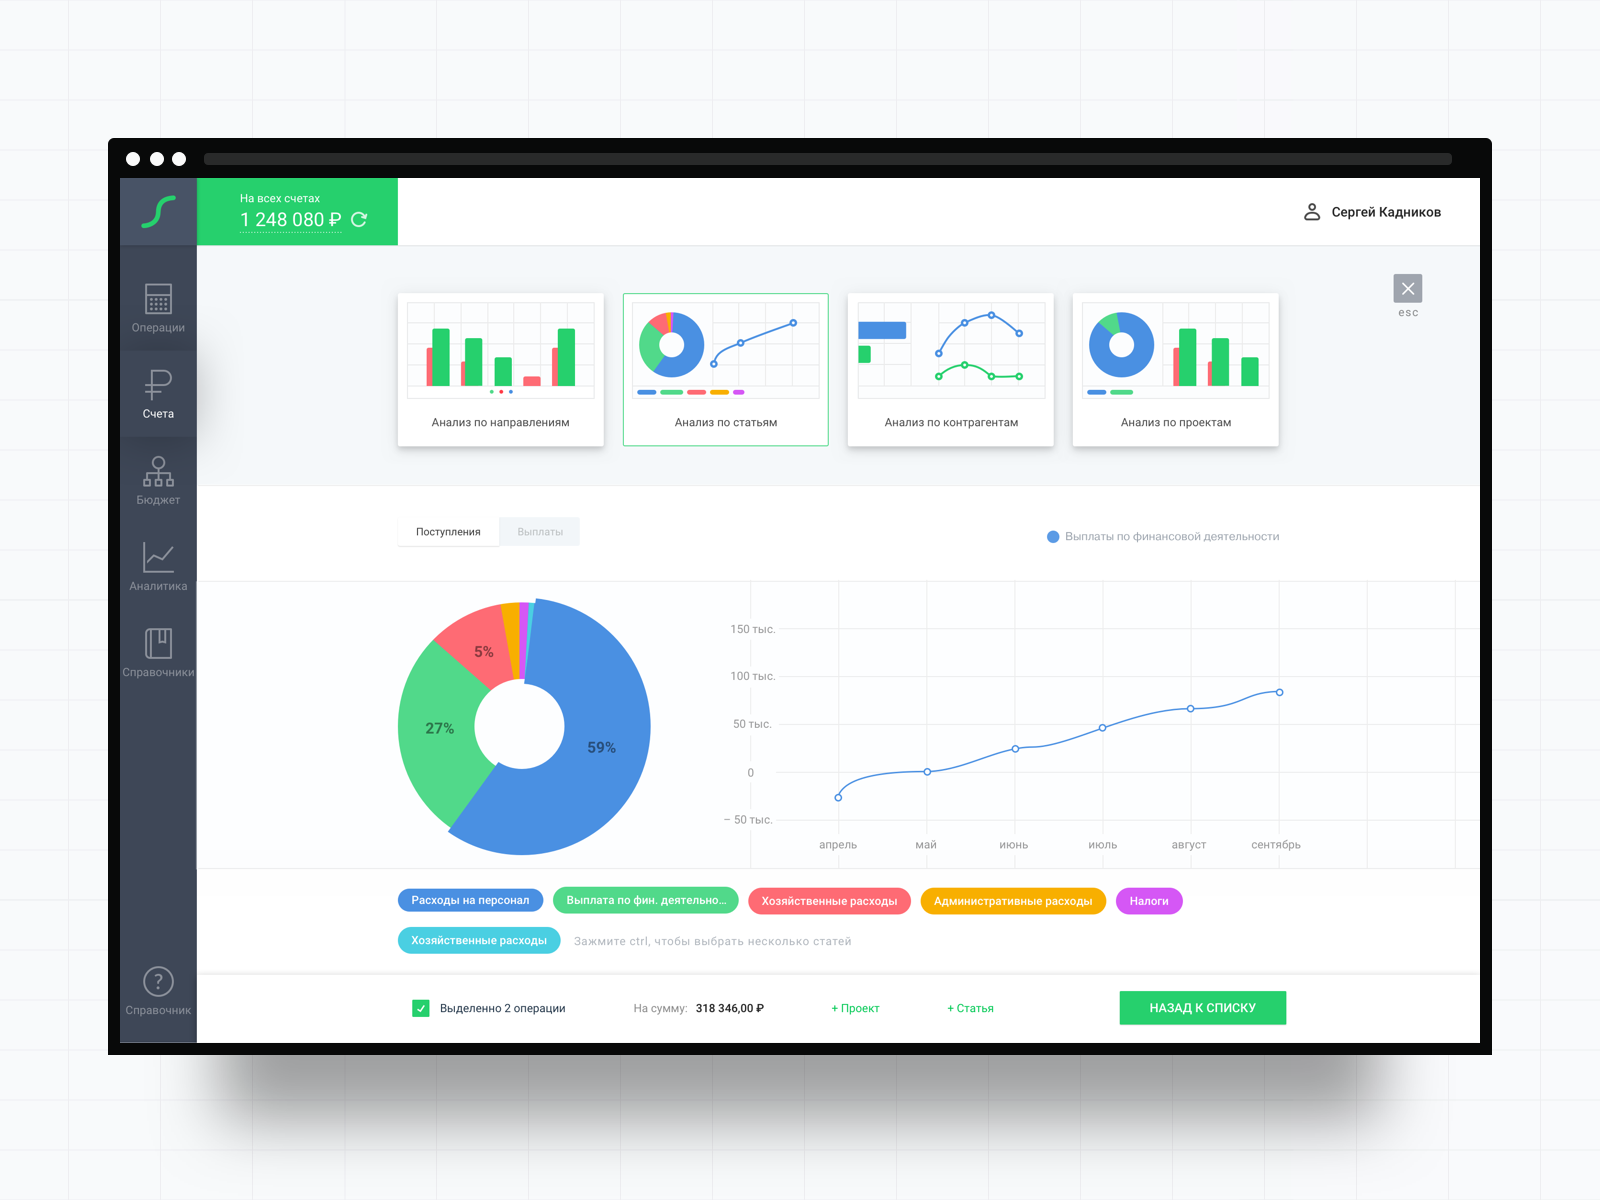 На всех счетах
1 248 080 ₽
Сергей Кадников
Операции
Счета
Бюджет
Аналитика
Справочники
?
Справочник
esc
Анализ по направлениям
Анализ по статьям
Анализ по контрагентам
Анализ по проектам
Поступления
Выплаты
Выплаты по финансовой деятельности
5%
27%
59%
150 тыс.
100 тыс.
50 тыс.
0
– 50 тыс.
апрель май июнь июль август сентябрь
Расходы на персонал
Выплата по фин. деятельно...
Хозяйственные расходы
Административные расходы
Налоги
Хозяйственные расходы
Зажмите ctrl, чтобы выбрать несколько статей
Выделенно 2 операции
На сумму: 318 346,00 ₽
+ Проект
+ Статья
НАЗАД К СПИСКУ